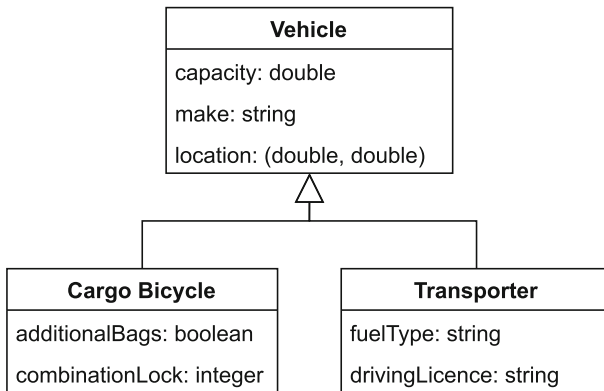 Vehicle
capacity: double
make: string
location: (double, double)
Cargo Bicycle
additionalBags: boolean
combinationLock: integer
Transporter
fuelType: string
drivingLicence: string